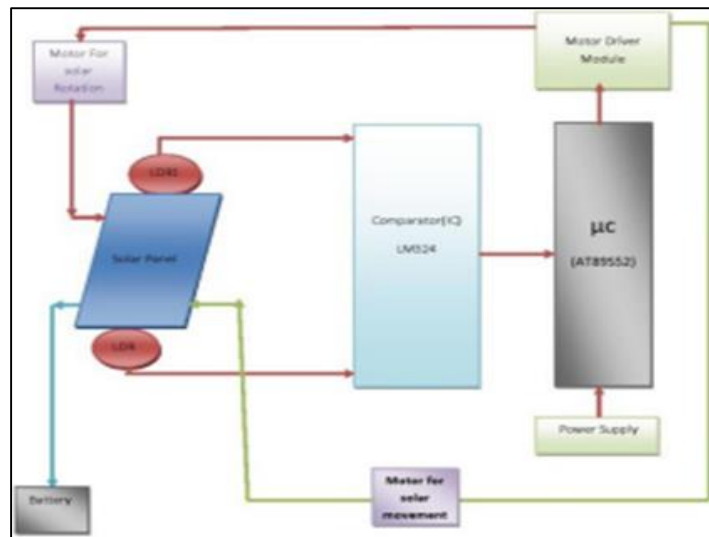 Motor For
solar
Rotation
Motor Driver
Module
LDR1
Comparator(IC)
LM324
µC
(AT89S52)
Solar Panel
LDR
Power Supply
Motor for
solar
movement
Battery